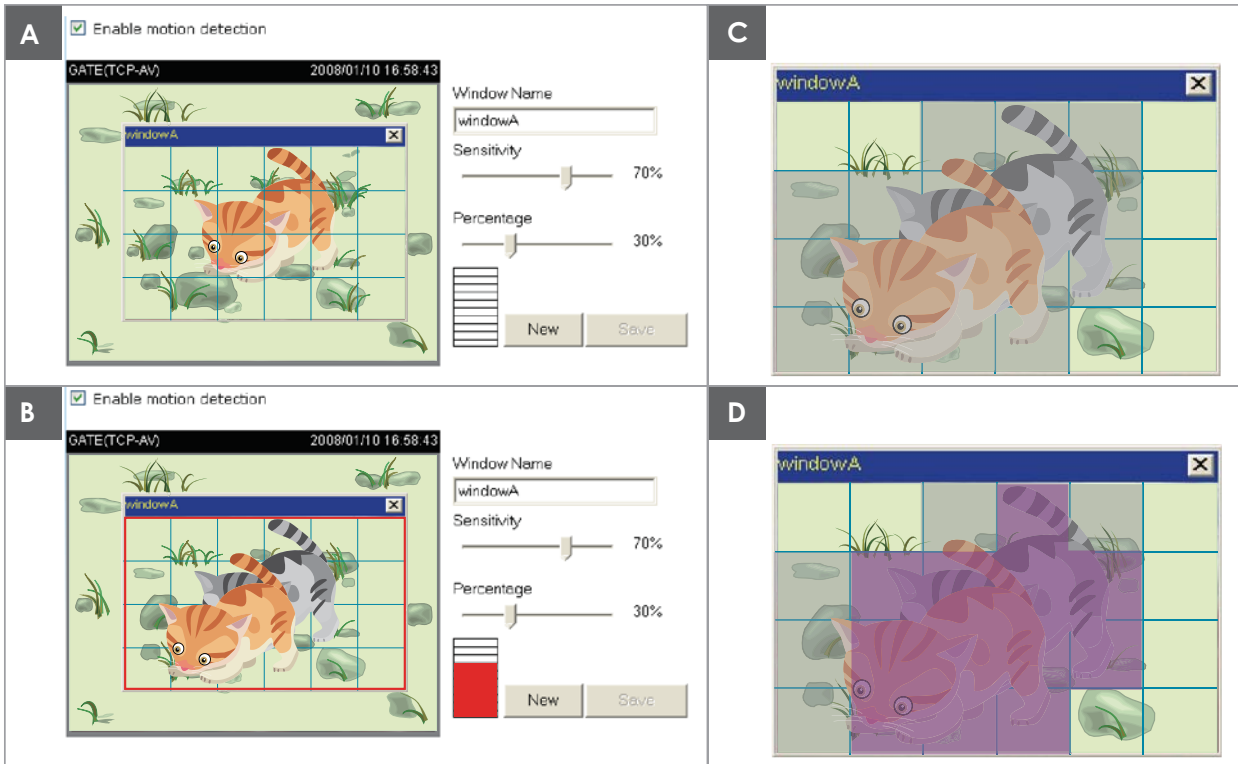 A
Enable motion detection
GATE(TCP-AV) 2008/01/10 16:58:43
windowA
Window Name
windowA
Sensitivity
70%
Percentage
30%
New Save
B
Enable motion detection
GATE(TCP-AV) 2008/01/10 16:58:43
windowA
Window Name
windowA
Sensitivity
70%
Percentage
30%
New Save
C
windowA
D
windowA